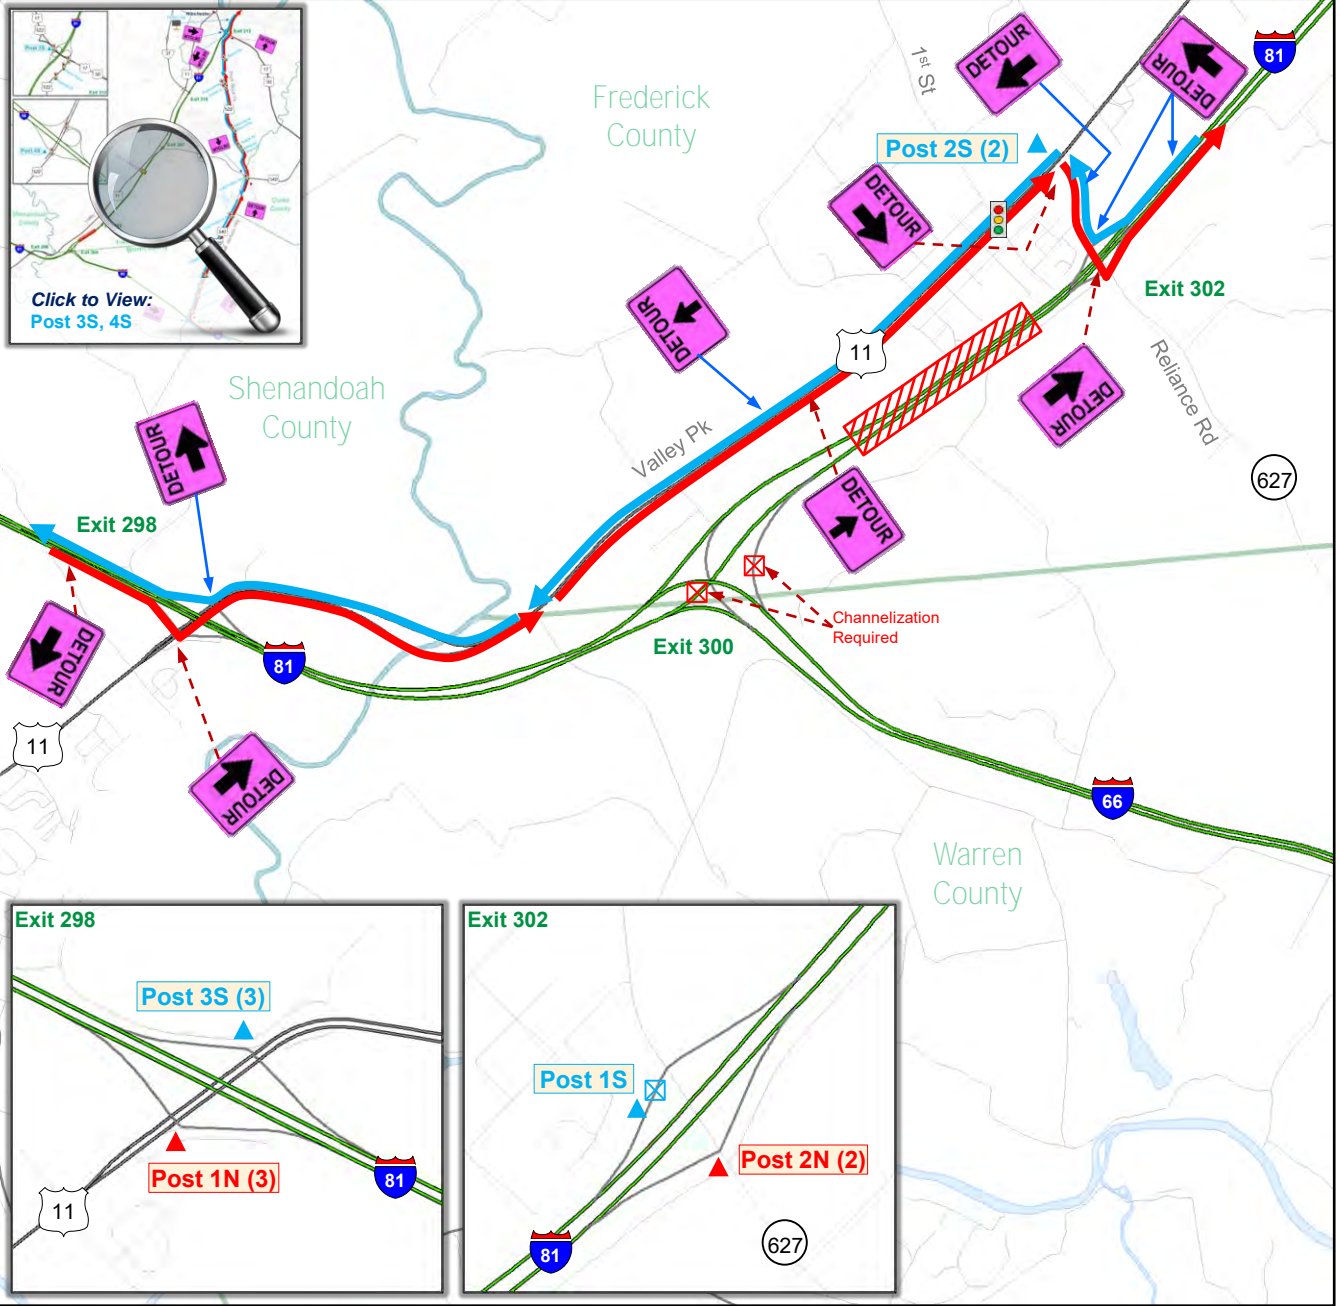 Click to View:
Post 3S, 4S
Frederick
County
1st St
DETOUR
DETOUR
81
Post 2S (2)
DETOUR
Exit 302
DETOUR
11
DETOUR
Reliance Rd
627
Shenandoah
County
Valley Pk
DETOUR
DETOUR
Exit 298
Channelization
Required
Exit 300
DETOUR
81
11
DETOUR
66
Warren
County
Exit 298
Post 3S (3)
Post 1N (3)
81
11
Exit 302
Post 1S
Post 2N (2)
81
627